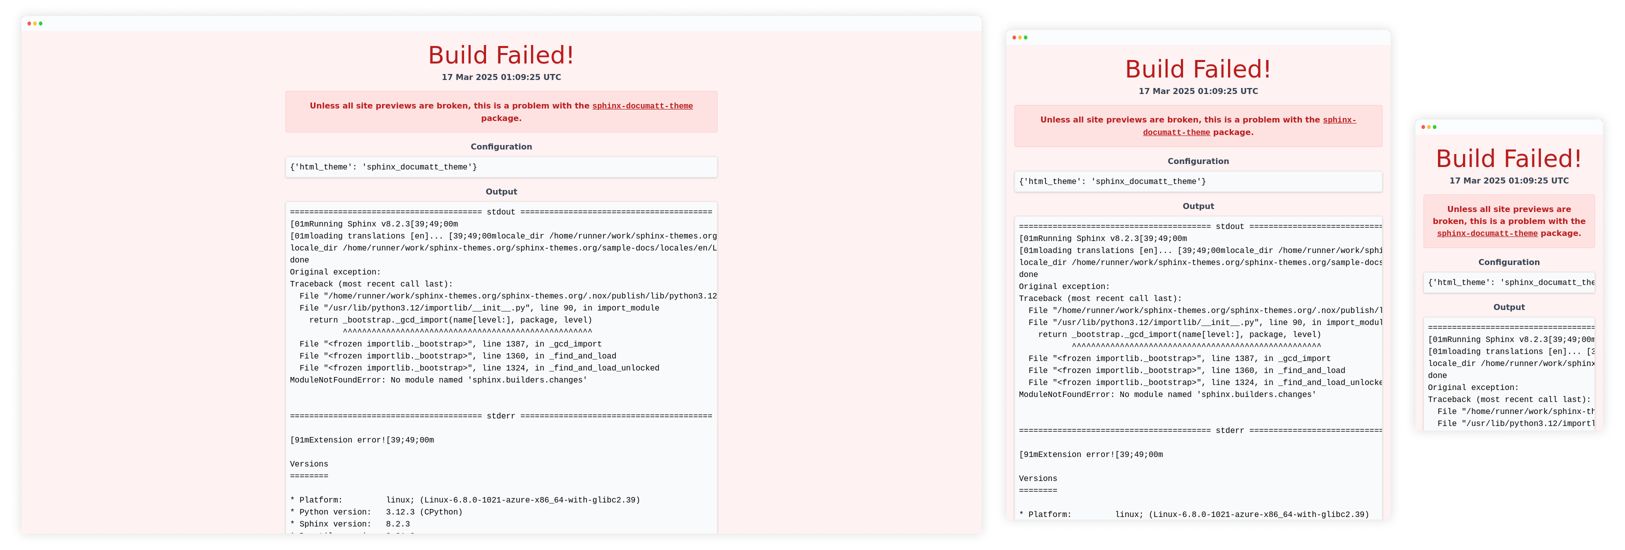 Build Failed!
17 Mar 2025 01:09:25 UTC
Unless all site previews are broken, this is a problem with the sphinx-documatt-theme
package.
Configuration
{'html_theme': 'sphinx_documatt_theme'}
Output
======================================== stdout ========================================
[01mRunning Sphinx v8.2.3[39;49;00m
[01mloading translations [en]... [39;49;00mlocale_dir /home/runner/work/sphinx-themes.org
locale_dir /home/runner/work/sphinx-themes.org/sphinx-themes.org/sample-docs/locales/en/L
done
Original exception:
Traceback (most recent call last):
  File "/home/runner/work/sphinx-themes.org/sphinx-themes.org/.nox/publish/lib/python3.12
  File "/usr/lib/python3.12/importlib/__init__.py", line 90, in import_module
    return _bootstrap._gcd_import(name[level:], package, level)
           ^^^^^^^^^^^^^^^^^^^^^^^^^^^^^^^^^^^^^^^^^^^^^^^^^^^^
  File "<frozen importlib._bootstrap>", line 1387, in _gcd_import
  File "<frozen importlib._bootstrap>", line 1360, in _find_and_load
  File "<frozen importlib._bootstrap>", line 1324, in _find_and_load_unlocked
ModuleNotFoundError: No module named 'sphinx.builders.changes'
======================================== stderr ========================================
[91mExtension error![39;49;00m
Versions
========
* Platform:         linux; (Linux-6.8.0-1021-azure-x86_64-with-glibc2.39)
* Python version:   3.12.3 (CPython)
* Sphinx version:   8.2.3
Build Failed!
17 Mar 2025 01:09:25 UTC
Unless all site previews are broken, this is a problem with the sphinx-
documatt-theme package.
Configuration
{'html_theme': 'sphinx_documatt_theme'}
Output
======================================== stdout ============================
[01mRunning Sphinx v8.2.3[39;49;00m
[01mloading translations [en]... [39;49;00mlocale_dir /home/runner/work/sphi
locale_dir /home/runner/work/sphinx-themes.org/sphinx-themes.org/sample-docs
done
Original exception:
Traceback (most recent call last):
  File "/home/runner/work/sphinx-themes.org/sphinx-themes.org/.nox/publish/l
  File "/usr/lib/python3.12/importlib/__init__.py", line 90, in import_modul
    return _bootstrap._gcd_import(name[level:], package, level)
           ^^^^^^^^^^^^^^^^^^^^^^^^^^^^^^^^^^^^^^^^^^^^^^^^^^^^
  File "<frozen importlib._bootstrap>", line 1387, in _gcd_import
  File "<frozen importlib._bootstrap>", line 1360, in _find_and_load
  File "<frozen importlib._bootstrap>", line 1324, in _find_and_load_unlocke
ModuleNotFoundError: No module named 'sphinx.builders.changes'
======================================== stderr ============================
[91mExtension error![39;49;00m
Versions
========
* Platform:         linux; (Linux-6.8.0-1021-azure-x86_64-with-glibc2.39)
Build Failed!
17 Mar 2025 01:09:25 UTC
Unless all site previews are
broken, this is a problem with the
sphinx-documatt-theme package.
Configuration
{'html_theme': 'sphinx_documatt_the
Output
===================================
[01mRunning Sphinx v8.2.3[39;49;00m
[01mloading translations [en]... [3
locale_dir /home/runner/work/sphinx
done
Original exception:
Traceback (most recent call last):
  File "/home/runner/work/sphinx-th
  File "/usr/lib/python3.12/importl